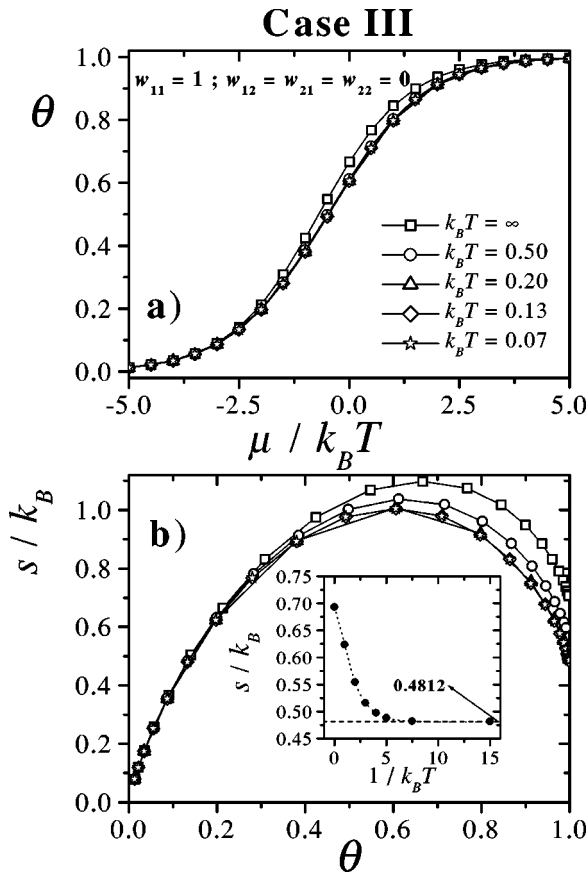 Case III
w₁₁ = 1 ; w₁₂ = w₂₁ = w₂₂ = 0
θ
1.0
0.8
0.6
0.4
0.2
0.0
k_BT = ∞
k_BT = 0.50
k_BT = 0.20
k_BT = 0.13
k_BT = 0.07
a)
-5.0 -2.5 0.0 2.5 5.0
μ / k_BT
b)
s / k_B
1.0
0.8
0.6
0.4
0.2
0.0
s / k_B
0.75
0.70
0.65
0.60
0.55
0.50
0.45
0.4812
0 5 10 15
1 / k_BT
0.0 0.2 0.4 0.6 0.8 1.0
θ